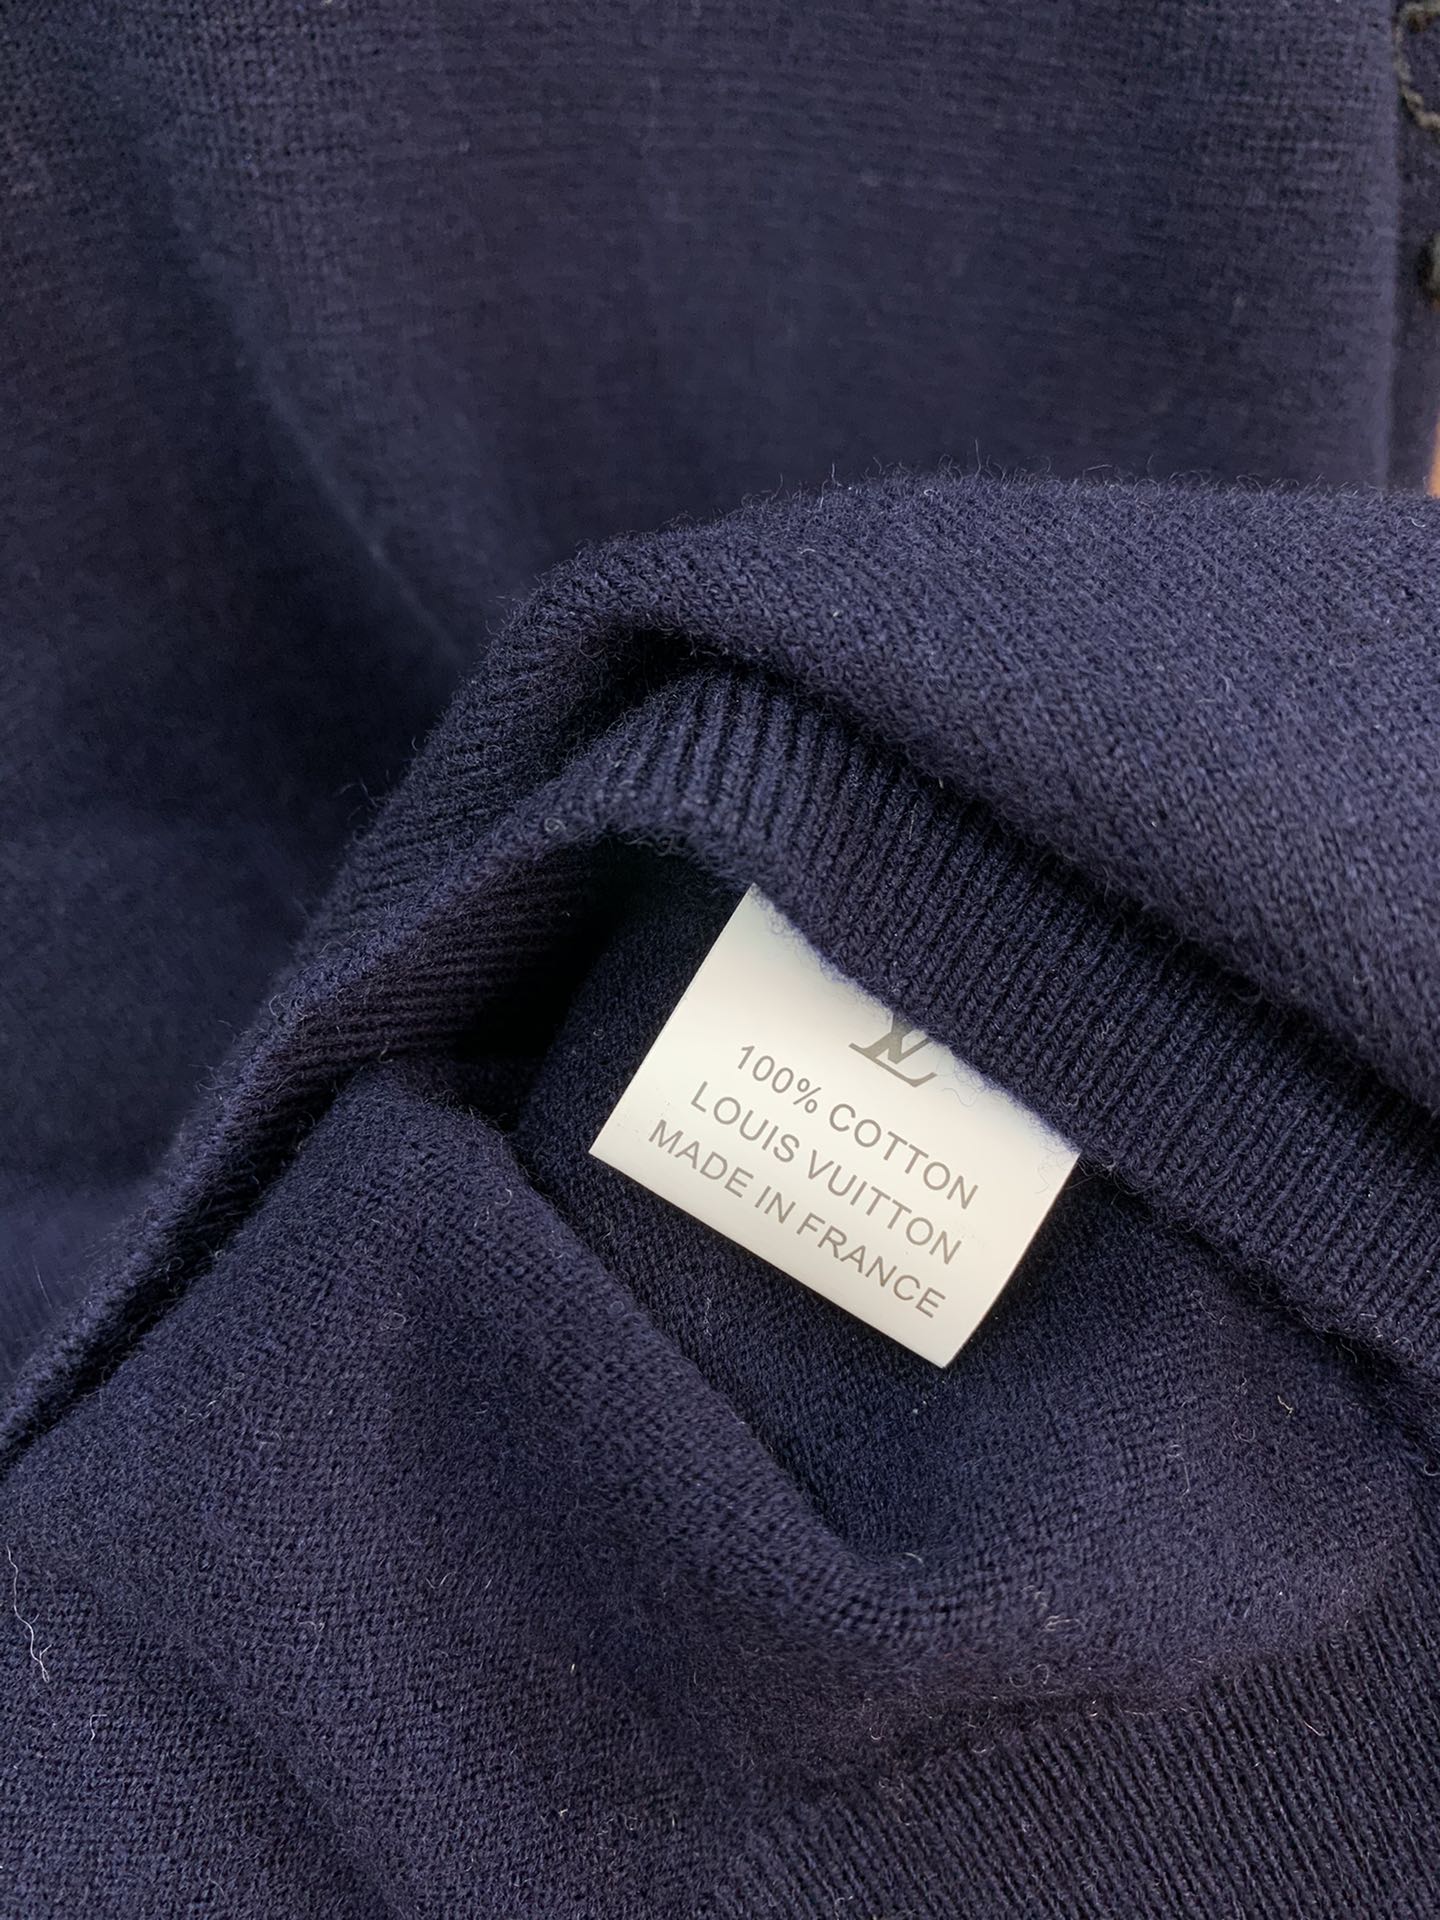 LV
100% COTTON
LOUIS VUITTON
MADE IN FRANCE